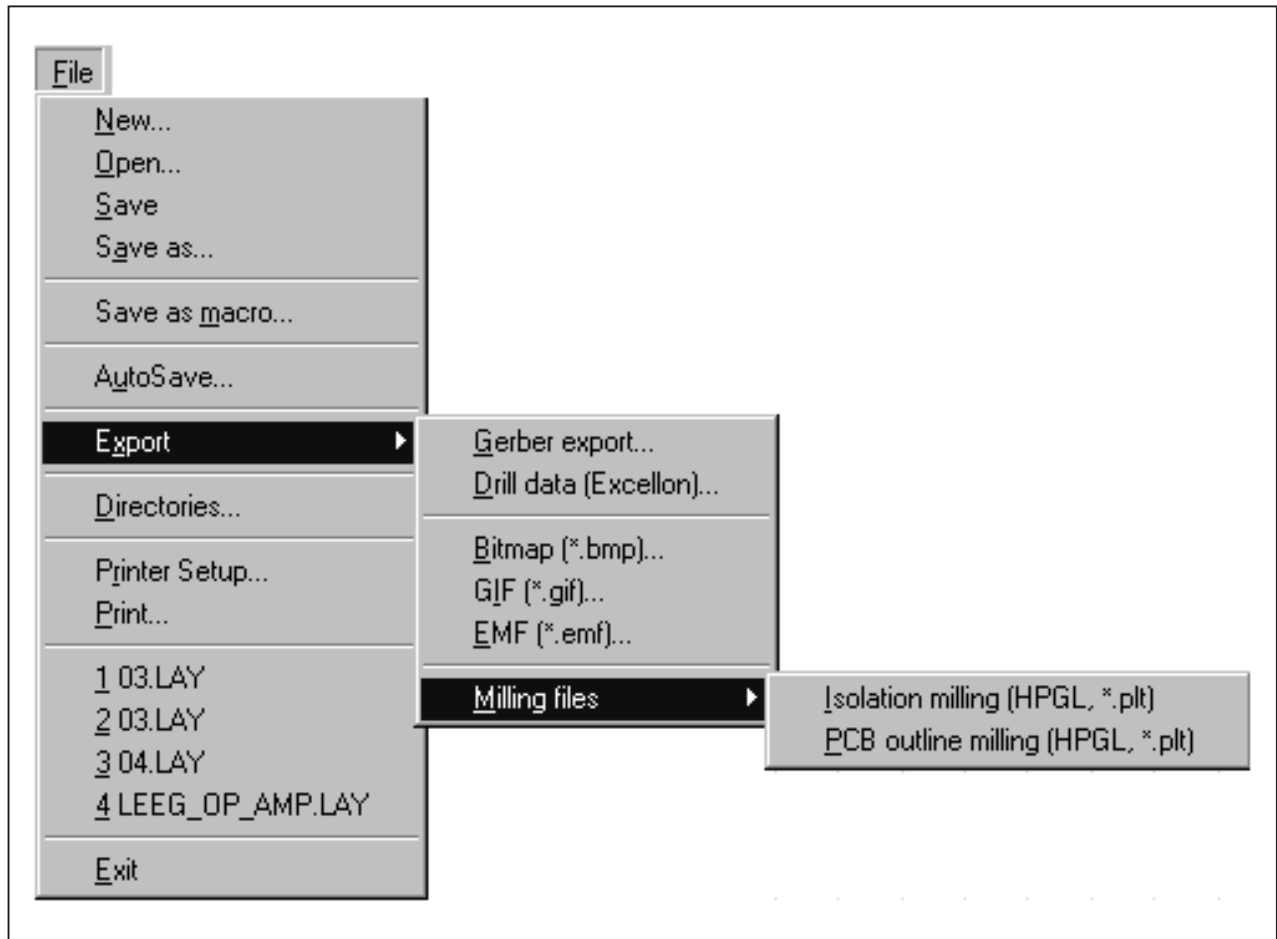 File
New...
Open...
Save
Save as...
Save as macro...
AutoSave...
Export
Directories...
Printer Setup...
Print...
1 03.LAY
2 03.LAY
3 04.LAY
4 LEEG_OP_AMP.LAY
Exit
Gerber export...
Drill data (Excellon)...
Bitmap (*.bmp)...
GIF (*.gif)...
EMF (*.emf)...
Milling files
Isolation milling (HPGL, *.plt)
PCB outline milling (HPGL, *.plt)